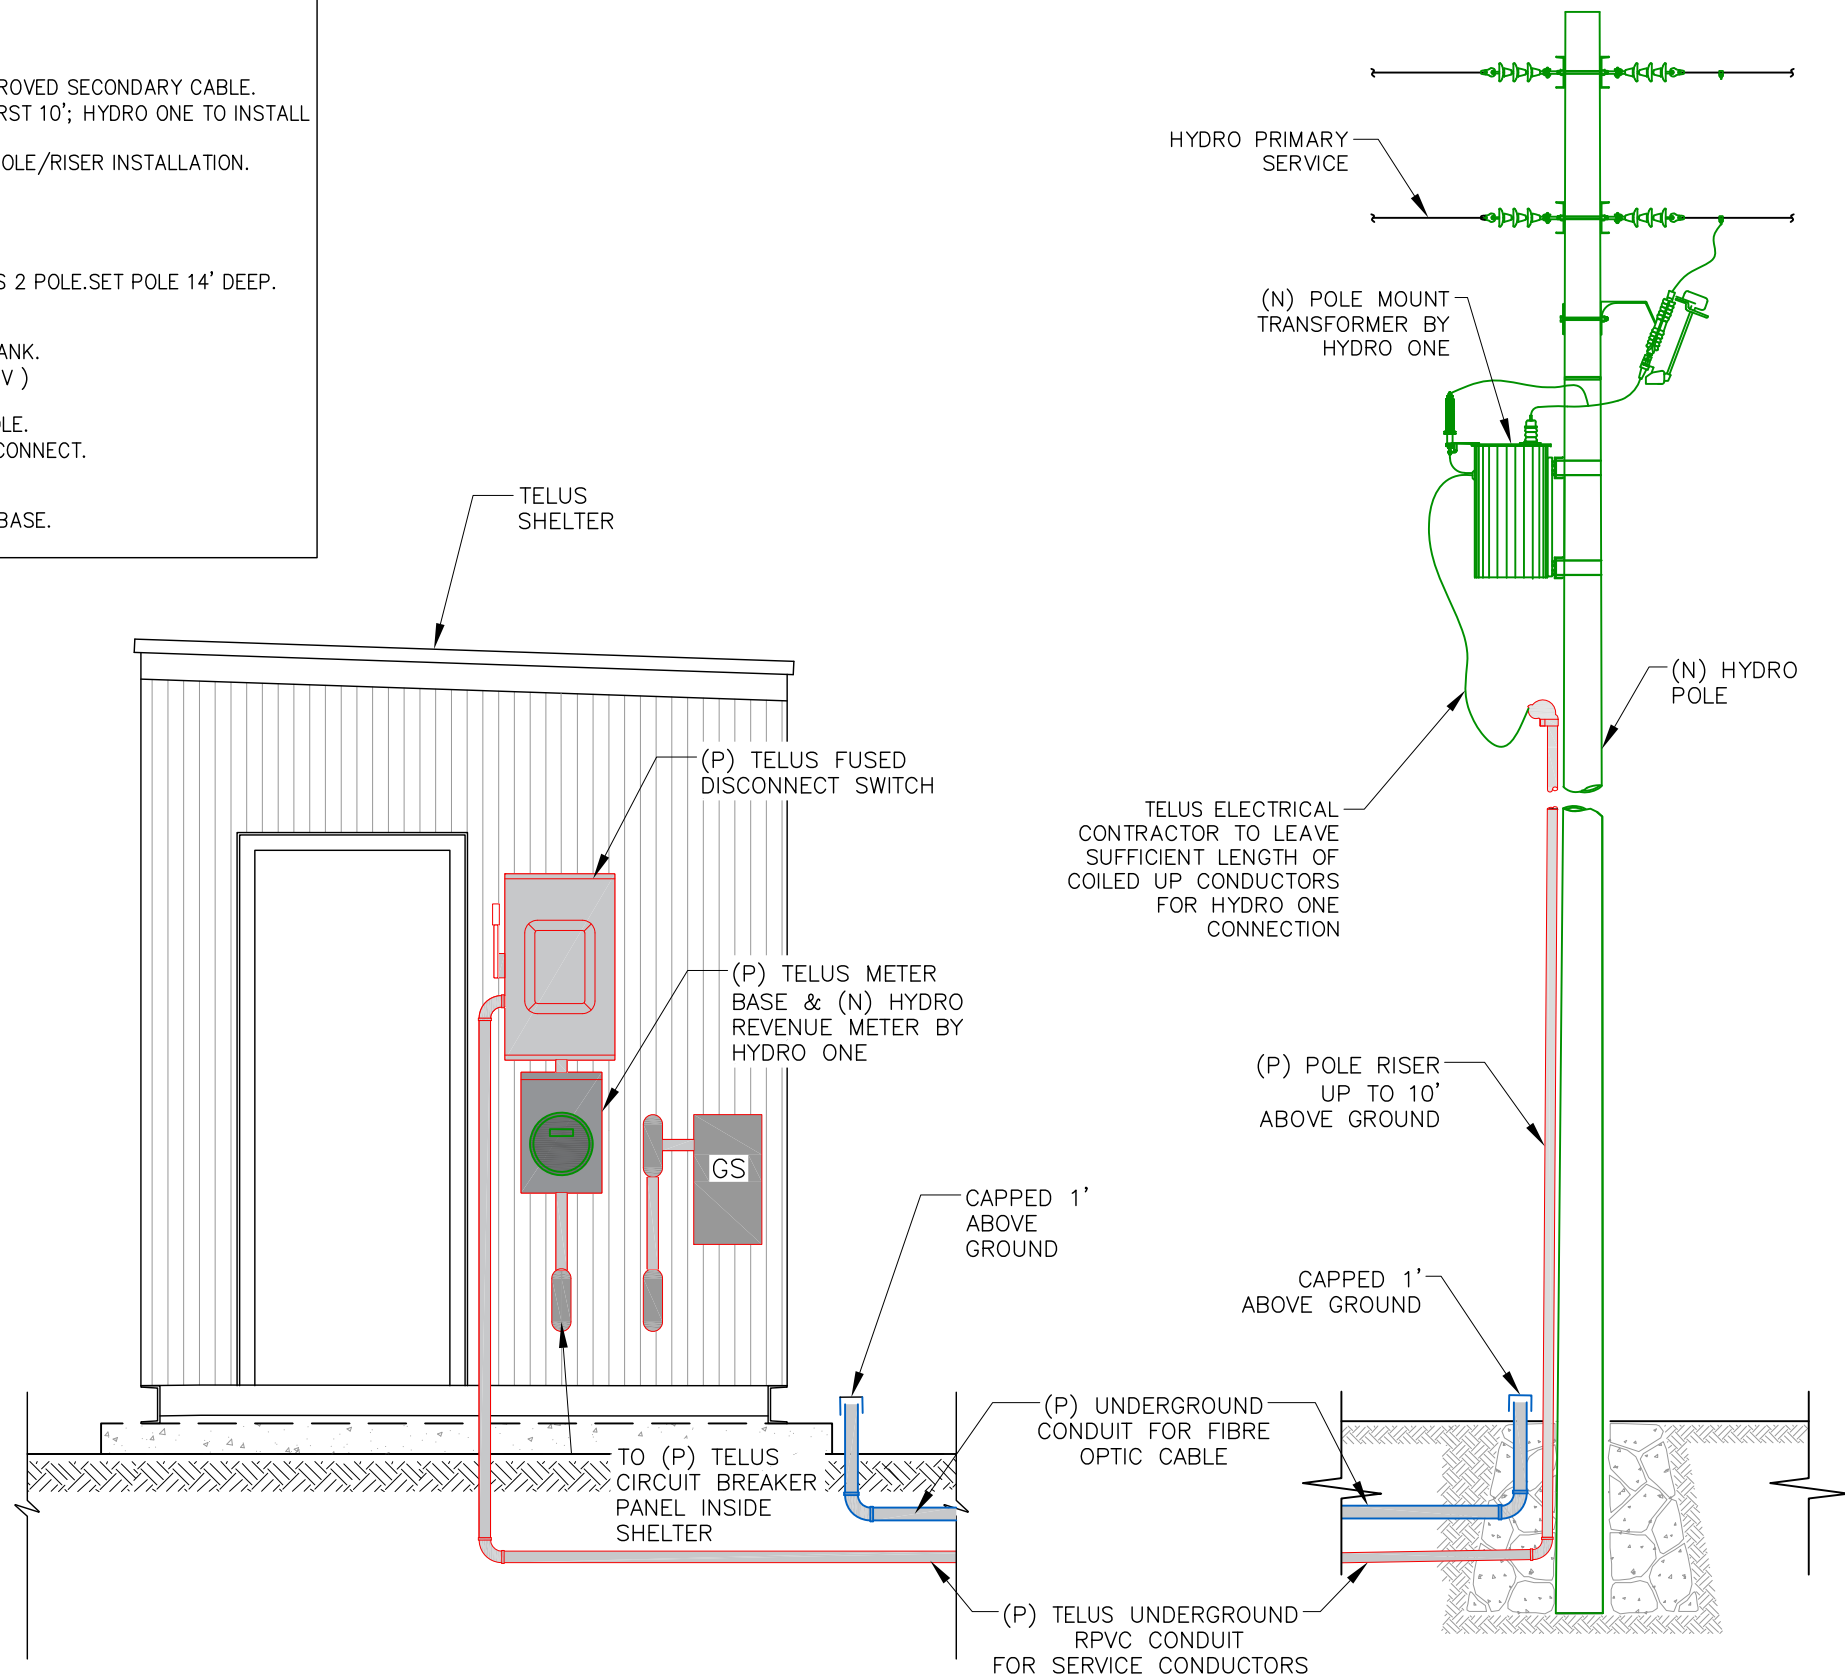 ROVED SECONDARY CABLE.
RST 10'; HYDRO ONE TO INSTALL
OLE/RISER INSTALLATION.
S 2 POLE.SET POLE 14' DEEP.
ANK.
V )
OLE.
CONNECT.
BASE.
HYDRO PRIMARY
SERVICE
(N) POLE MOUNT
TRANSFORMER BY
HYDRO ONE
TELUS
SHELTER
(N) HYDRO
POLE
(P) TELUS FUSED
DISCONNECT SWITCH
TELUS ELECTRICAL
CONTRACTOR TO LEAVE
SUFFICIENT LENGTH OF
COILED UP CONDUCTORS
FOR HYDRO ONE
CONNECTION
(P) TELUS METER
BASE & (N) HYDRO
REVENUE METER BY
HYDRO ONE
(P) POLE RISER
UP TO 10'
ABOVE GROUND
GS
CAPPED 1'
ABOVE
GROUND
CAPPED 1'
ABOVE GROUND
(P) UNDERGROUND
CONDUIT FOR FIBRE
OPTIC CABLE
TO (P) TELUS
CIRCUIT BREAKER
PANEL INSIDE
SHELTER
(P) TELUS UNDERGROUND
RPVC CONDUIT
FOR SERVICE CONDUCTORS